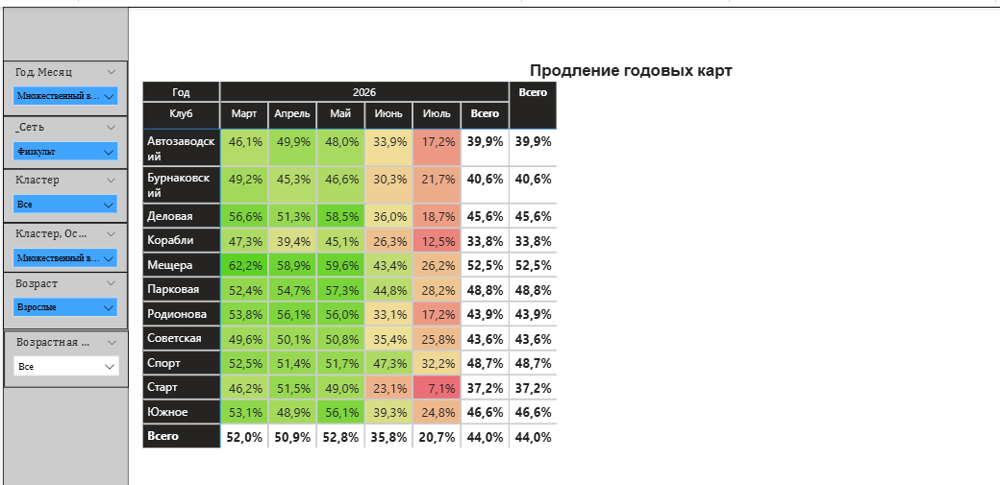 Продление годовых карт
Год, Месяц
Множественный в...
_Сеть
Физкульт
Кластер
Все
Кластер, Ос...
Множественный в...
Возраст
Взрослые
Возрастная ...
Все
Год 2026 Всего
Клуб Март Апрель Май Июнь Июль Всего
Автозаводск
ий 46,1% 49,9% 48,0% 33,9% 17,2% 39,9% 39,9%
Бурнаковск
ий 49,2% 45,3% 46,6% 30,3% 21,7% 40,6% 40,6%
Деловая 56,6% 51,3% 58,5% 36,0% 18,7% 45,6% 45,6%
Корабли 47,3% 39,4% 45,1% 26,3% 12,5% 33,8% 33,8%
Мещера 62,2% 58,9% 59,6% 43,4% 26,2% 52,5% 52,5%
Парковая 52,4% 54,7% 57,3% 44,8% 28,2% 48,8% 48,8%
Родионова 53,8% 56,1% 56,0% 33,1% 17,2% 43,9% 43,9%
Советская 49,6% 50,1% 50,8% 35,4% 25,8% 43,6% 43,6%
Спорт 52,5% 51,4% 51,7% 47,3% 32,2% 48,7% 48,7%
Старт 46,2% 51,5% 49,0% 23,1% 7,1% 37,2% 37,2%
Южное 53,1% 48,9% 56,1% 39,3% 24,8% 46,6% 46,6%
Всего 52,0% 50,9% 52,8% 35,8% 20,7% 44,0% 44,0%